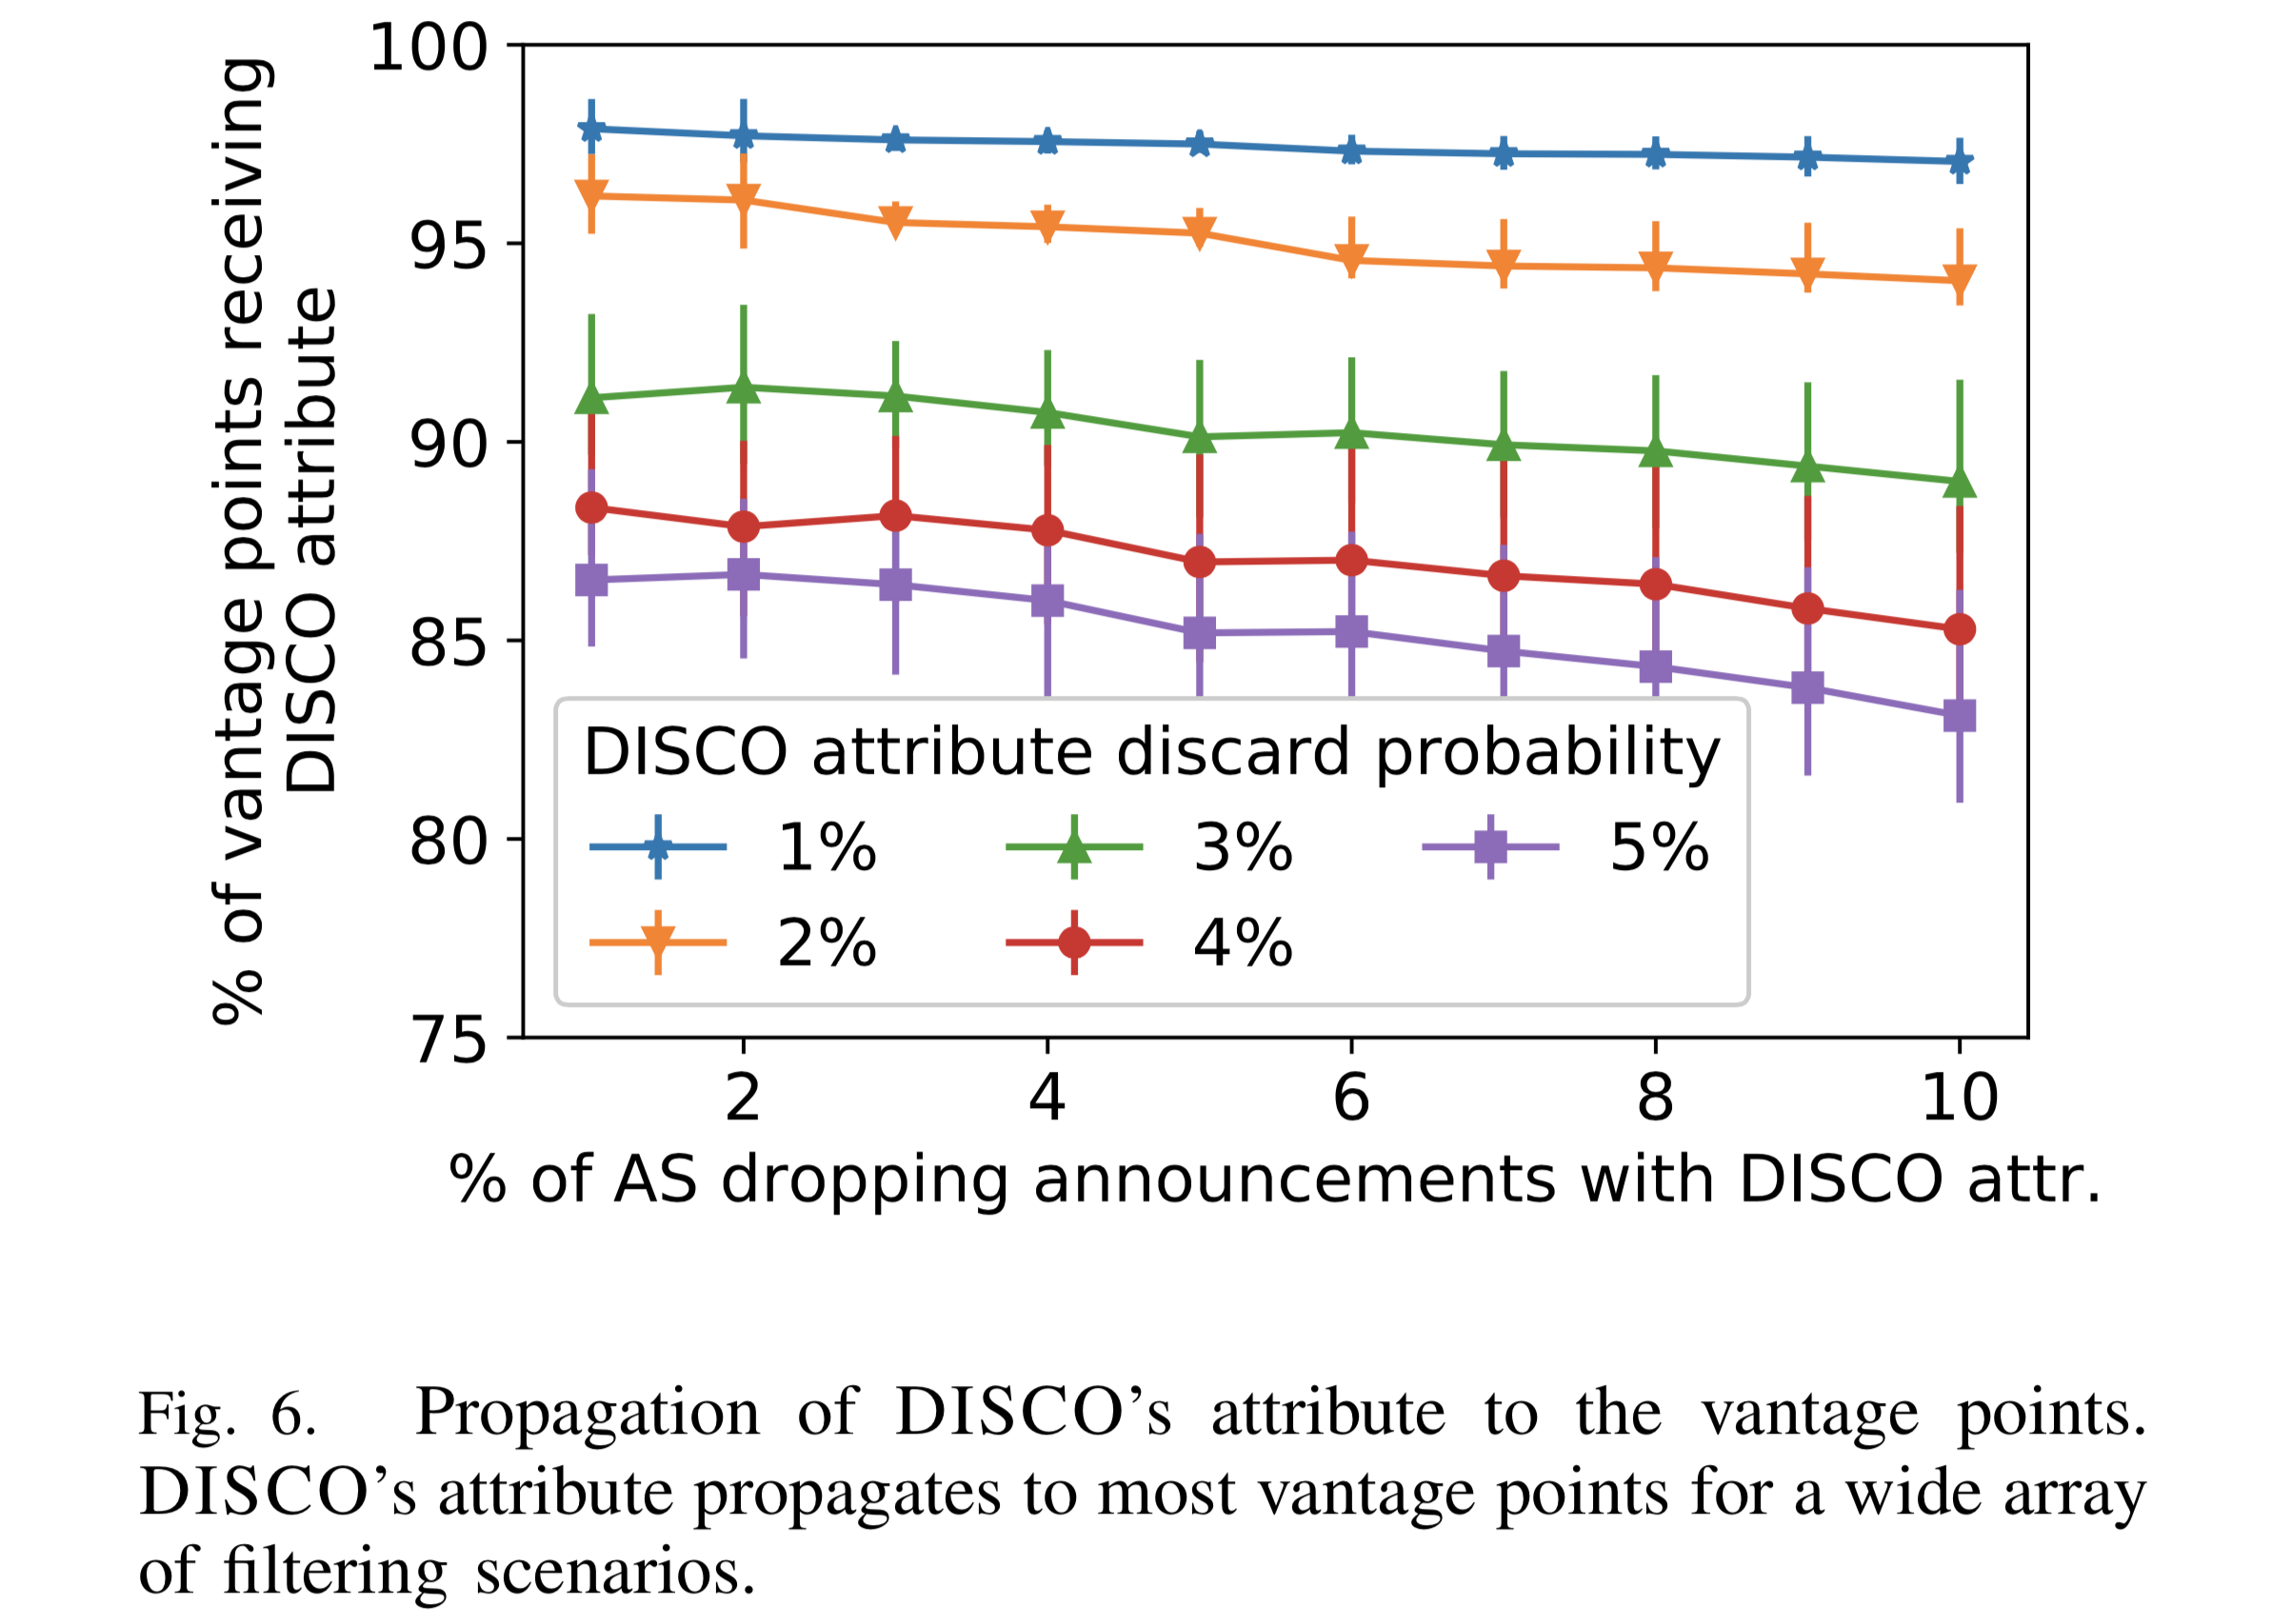 % of vantage points receiving
DISCO attribute
100
95
90
85
80
75
DISCO attribute discard probability
1% 3% 5%
2% 4%
2 4 6 8 10
% of AS dropping announcements with DISCO attr.
Fig. 6. Propagation of DISCO’s attribute to the vantage points.
DISCO’s attribute propagates to most vantage points for a wide array
of filtering scenarios.